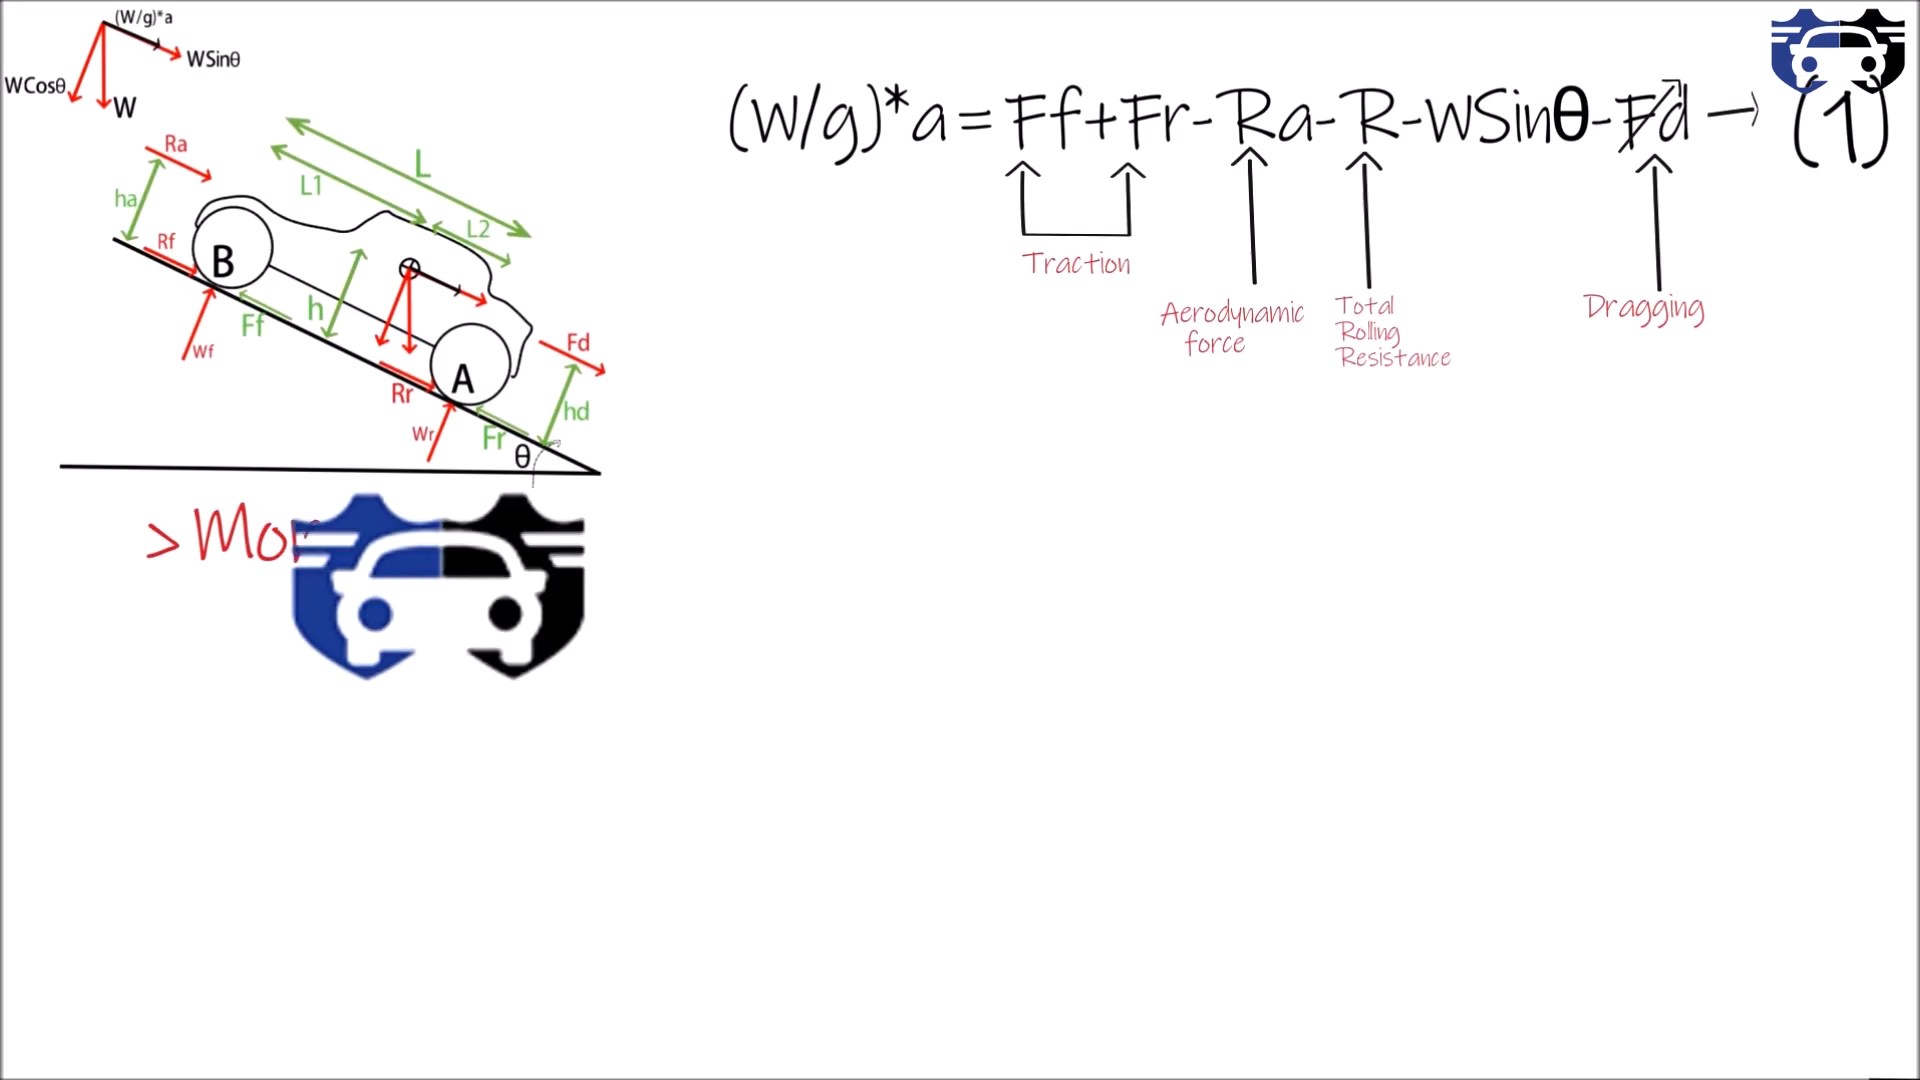 (W/g)*a
WSinθ
WCosθ
W
(W/g)*a=Ff+Fr-Ra-R-WSinθ-Fd→(1)
Traction
Aerodynamic
force
Total
Rolling
Resistance
Dragging
Ra
ha
L
L1
L2
Rf
B
h
Ff
Wf
Fd
Rr
A
hd
Wr
Fr
θ